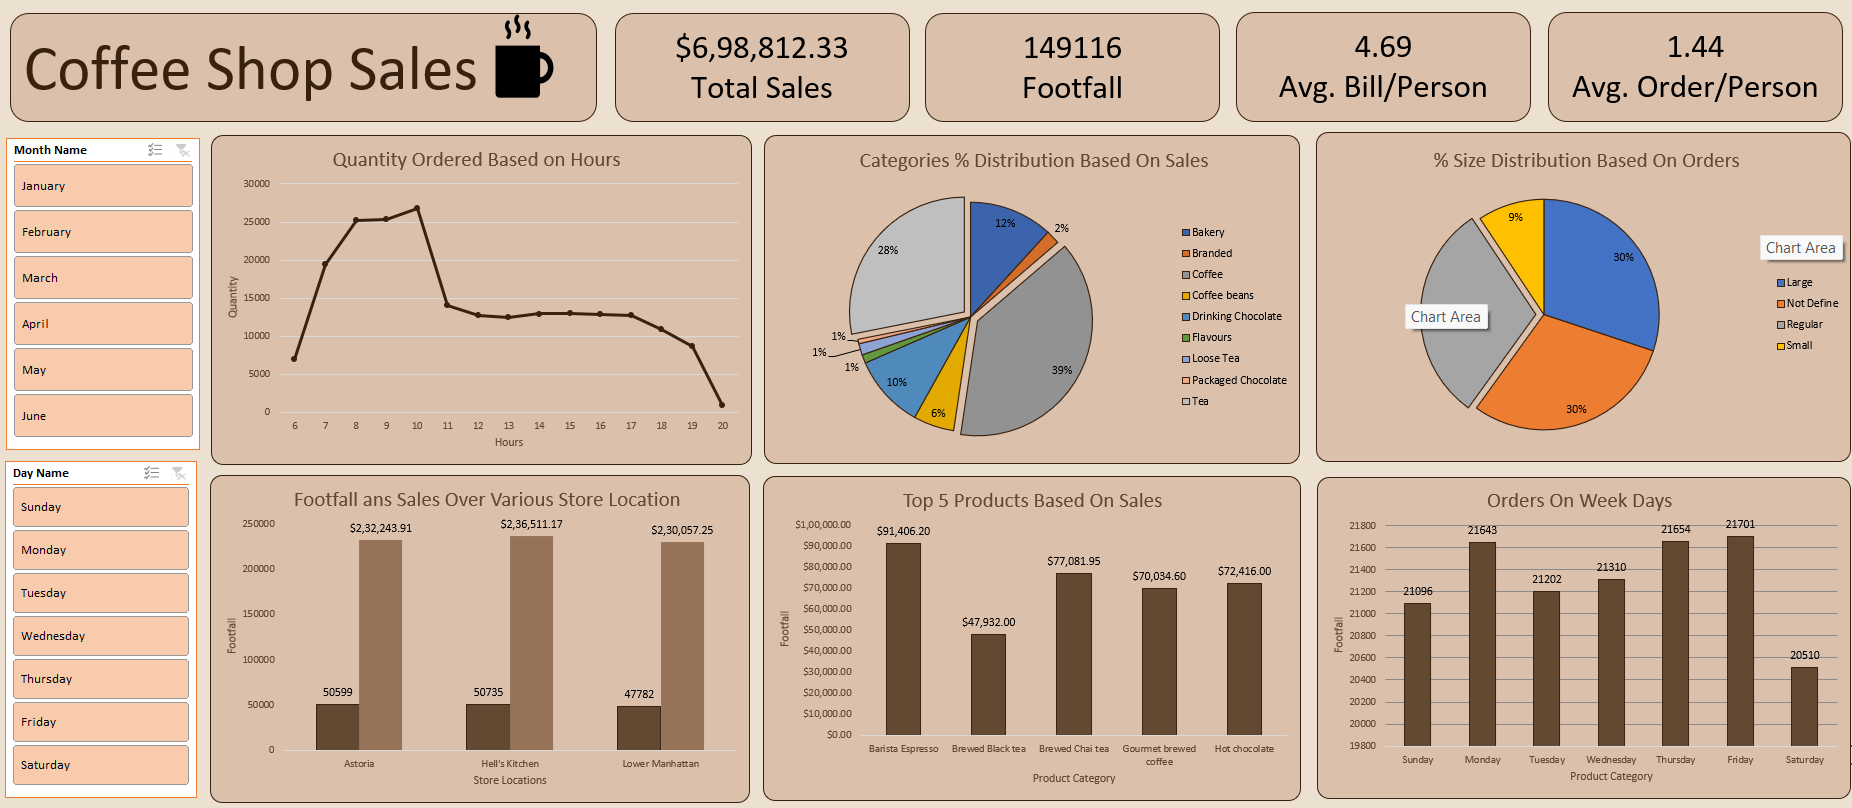 Coffee Shop Sales
$6,98,812.33
Total Sales
149116
Footfall
4.69
Avg. Bill/Person
1.44
Avg. Order/Person
Month Name
January
February
March
April
May
June
Day Name
Sunday
Monday
Tuesday
Wednesday
Thursday
Friday
Saturday
Quantity Ordered Based on Hours
30000
25000
20000
15000
10000
5000
0
Quantity
6 7 8 9 10 11 12 13 14 15 16 17 18 19 20
Hours
Categories % Distribution Based On Sales
12%
2%
39%
6%
10%
1%
1%
1%
28%
Bakery
Branded
Coffee
Coffee beans
Drinking Chocolate
Flavours
Loose Tea
Packaged Chocolate
Tea
% Size Distribution Based On Orders
9%
30%
30%
Chart Area
Chart Area
Large
Not Define
Regular
Small
Footfall ans Sales Over Various Store Location
250000
200000
150000
100000
50000
0
Footfall
$2,32,243.91
$2,36,511.17
$2,30,057.25
50599
50735
47782
Astoria
Hell's Kitchen
Lower Manhattan
Store Locations
Top 5 Products Based On Sales
$1,00,000.00
$90,000.00
$80,000.00
$70,000.00
$60,000.00
$50,000.00
$40,000.00
$30,000.00
$20,000.00
$10,000.00
$0.00
Footfall
$91,406.20
$47,932.00
$77,081.95
$70,034.60
$72,416.00
Barista Espresso
Brewed Black tea
Brewed Chai tea
Gourmet brewed
coffee
Hot chocolate
Product Category
Orders On Week Days
21800
21600
21400
21200
21000
20800
20600
20400
20200
20000
19800
Footfall
21096
21643
21202
21310
21654
21701
20510
Sunday
Monday
Tuesday
Wednesday
Thursday
Friday
Saturday
Product Category